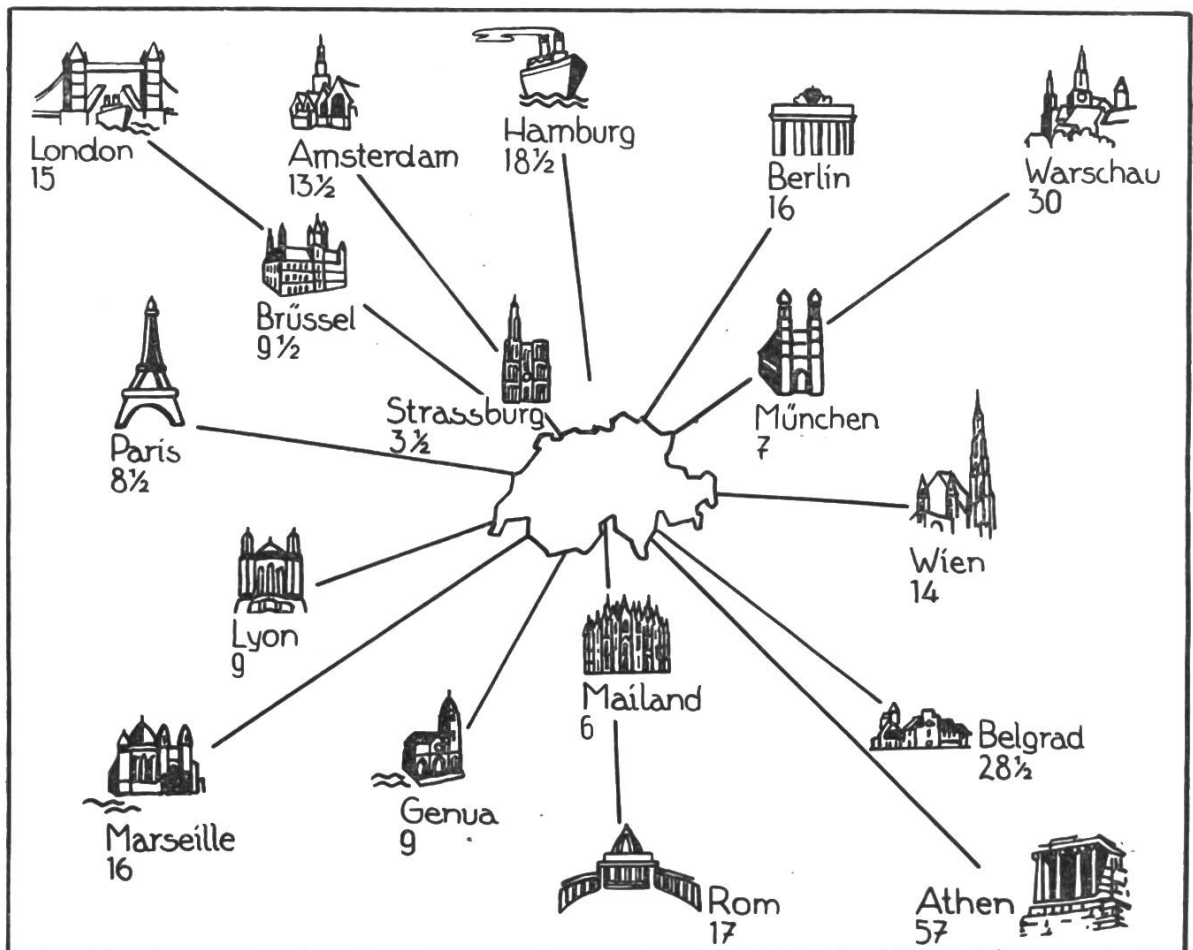 London
15
Amsterdam
13½
Hamburg
18½
Berlin
16
Warschau
30
Brüssel
9½
Paris
8½
Strassburg
3½
München
7
Wien
14
Lyon
9
Mailand
6
Belgrad
28½
Marseille
16
Genua
9
Rom
17
Athen
57